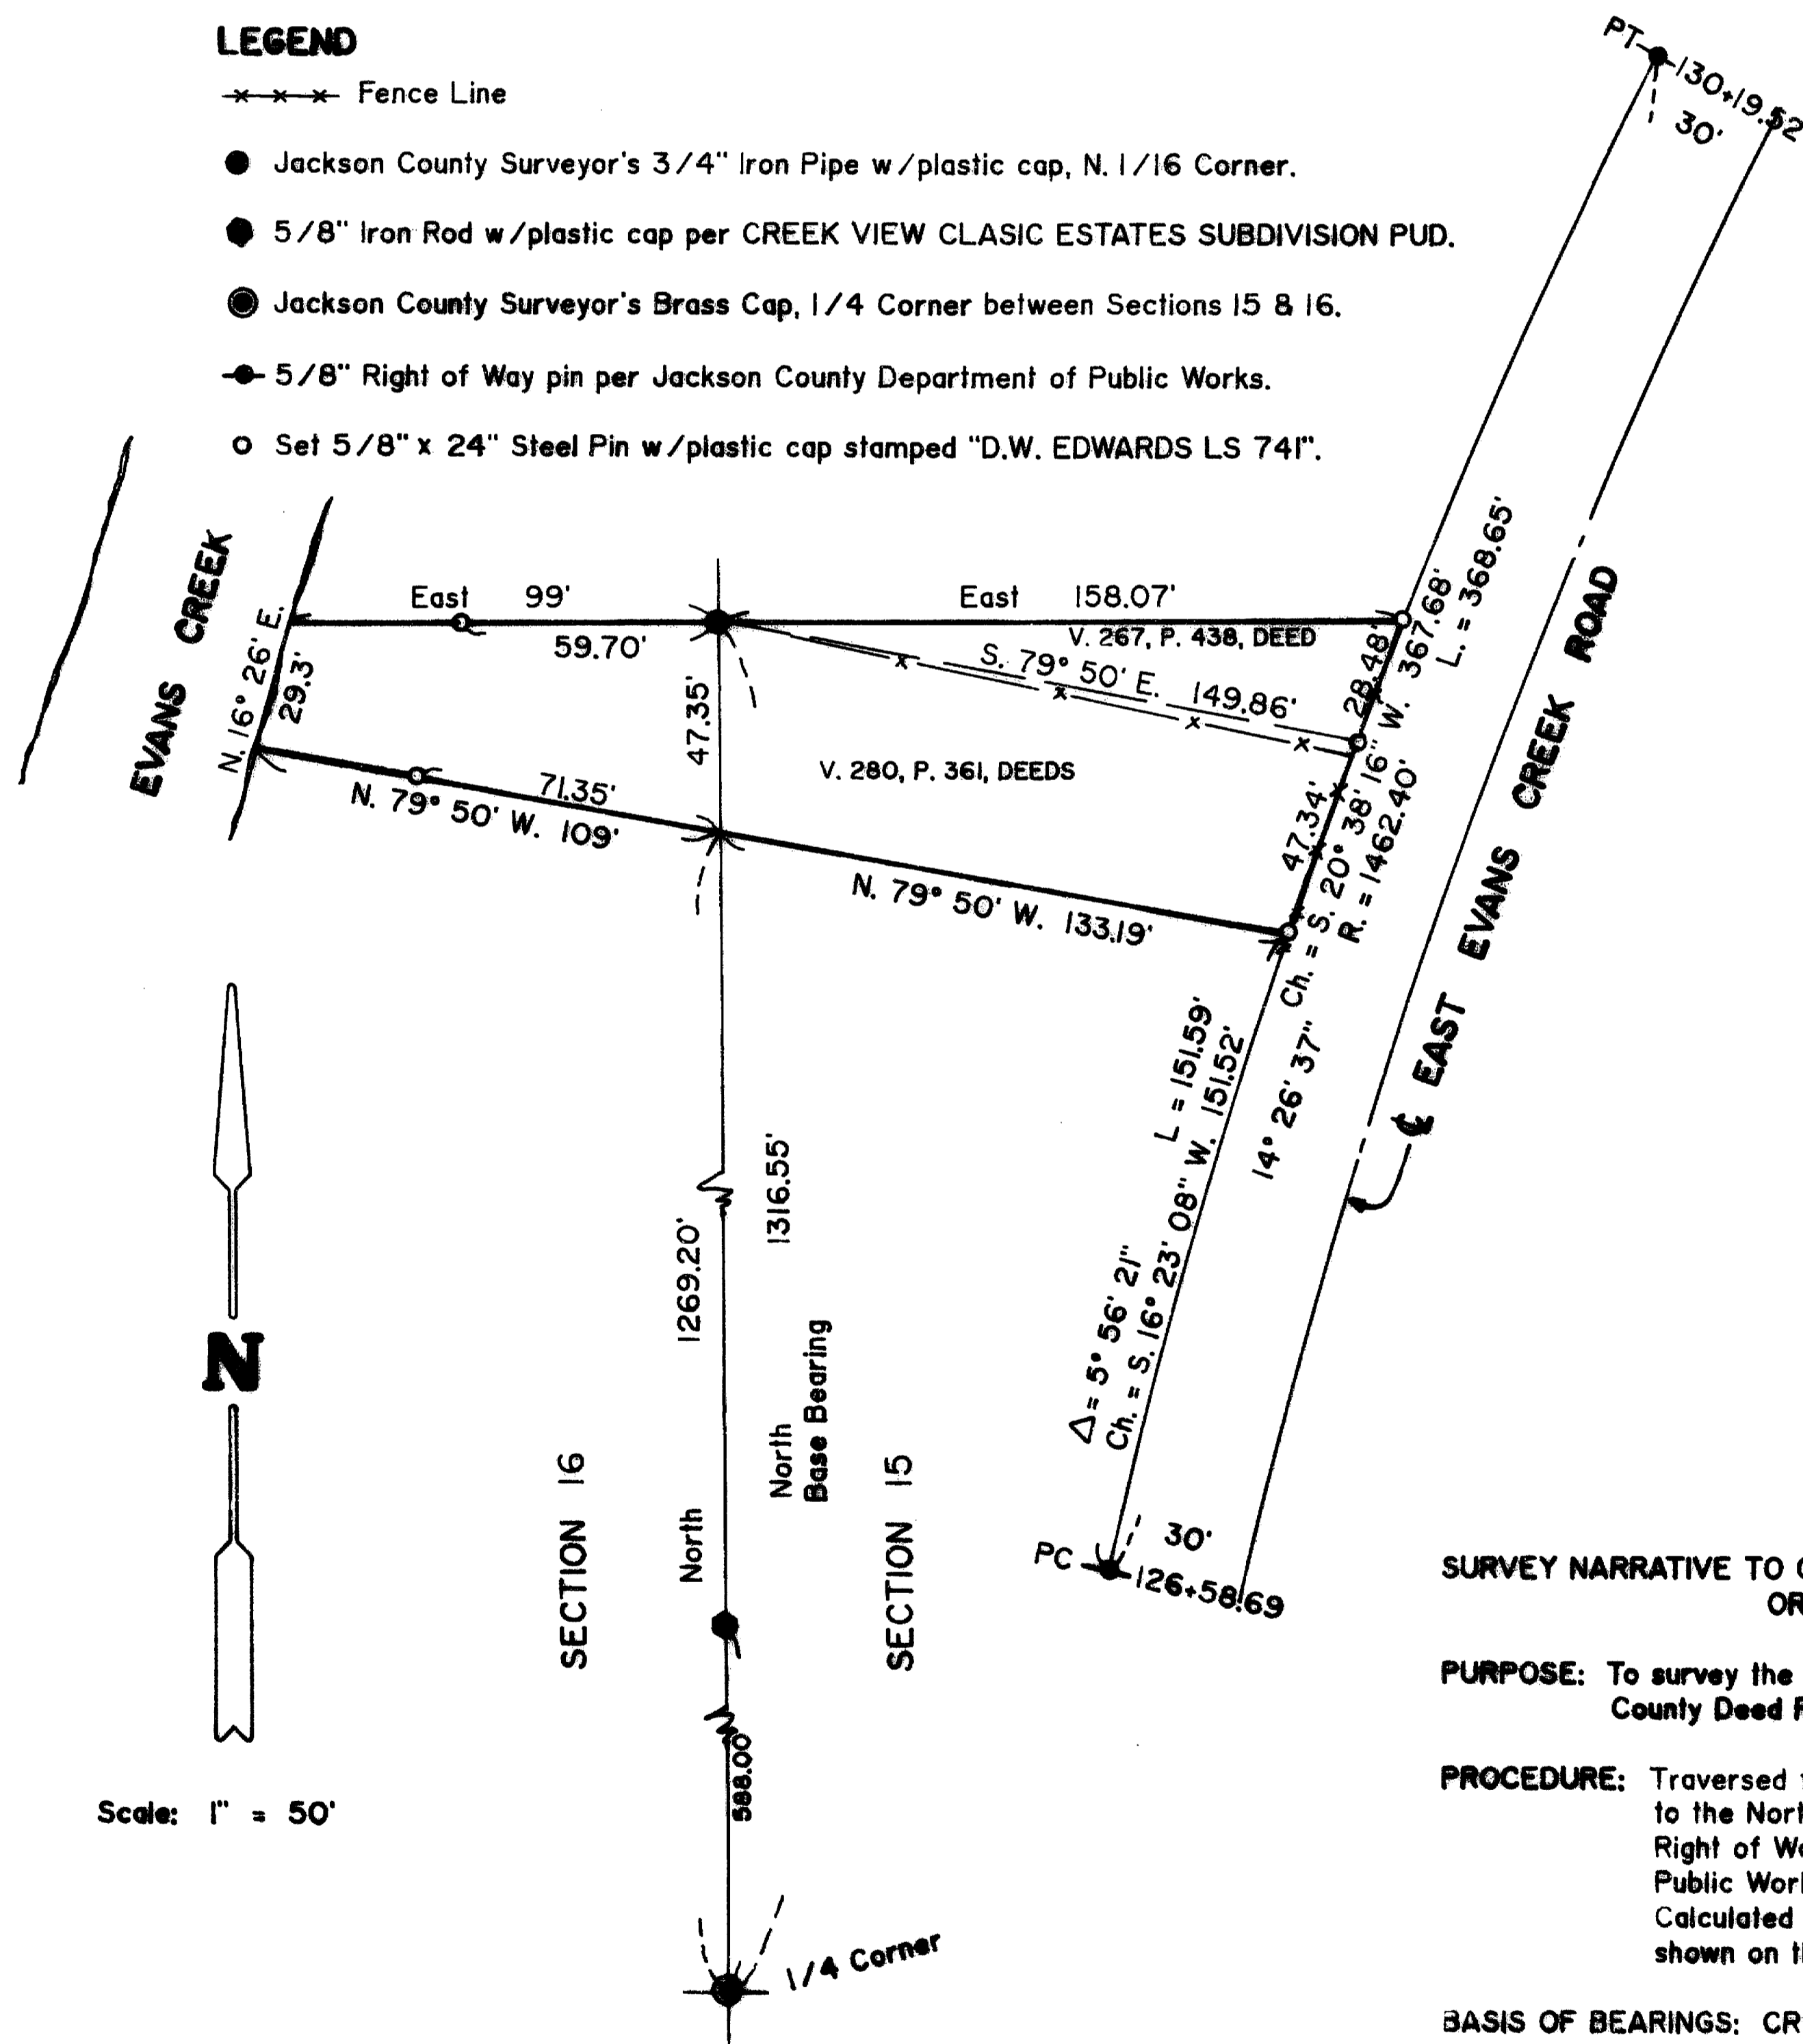 LEGEND
Fence Line
Jackson County Surveyor's 3/4" Iron Pipe w/plastic cap, N. 1/16 Corner.
5/8" Iron Rod w/plastic cap per CREEK VIEW CLASIC ESTATES SUBDIVISION PUD.
Jackson County Surveyor's Brass Cap, 1/4 Corner between Sections 15 & 16.
5/8" Right of Way pin per Jackson County Department of Public Works.
Set 5/8" x 24" Steel Pin w/plastic cap stamped "D.W. EDWARDS LS 741".
PT
130+19.52
30'
EVANS CREEK
EVANS CREEK
N. 16° 26' E.
29.3'
East 99'
59.70'
East 158.07'
V. 267, P. 438, DEED
S. 79° 50' E. 149.86'
28.48'
47.35'
V. 280, P. 361, DEEDS
71.35'
N. 79° 50' W. 109'
N. 79° 50' W. 133.19'
47.34'
14° 26' 37" Ch. = S. 20° 38' 16" W. 367.68'
R. = 1462.40' L. = 368.65'
℄ EAST EVANS CREEK ROAD
L = 151.59'
Δ = 5° 56' 21"
Ch. = S. 16° 23' 08" W. 151.52'
1269.20'
1316.55'
North
North
Base Bearing
SECTION 16
SECTION 15
N
Scale: 1" = 50'
PC
30'
126+58.69
588.00'
1/4 Corner
SURVEY NARRATIVE TO
OR
PURPOSE: To survey the
County Deed
PROCEDURE: Traversed
to the Nor
Right of W
Public Wor
Calculated
shown on t
BASIS OF BEARINGS: CR